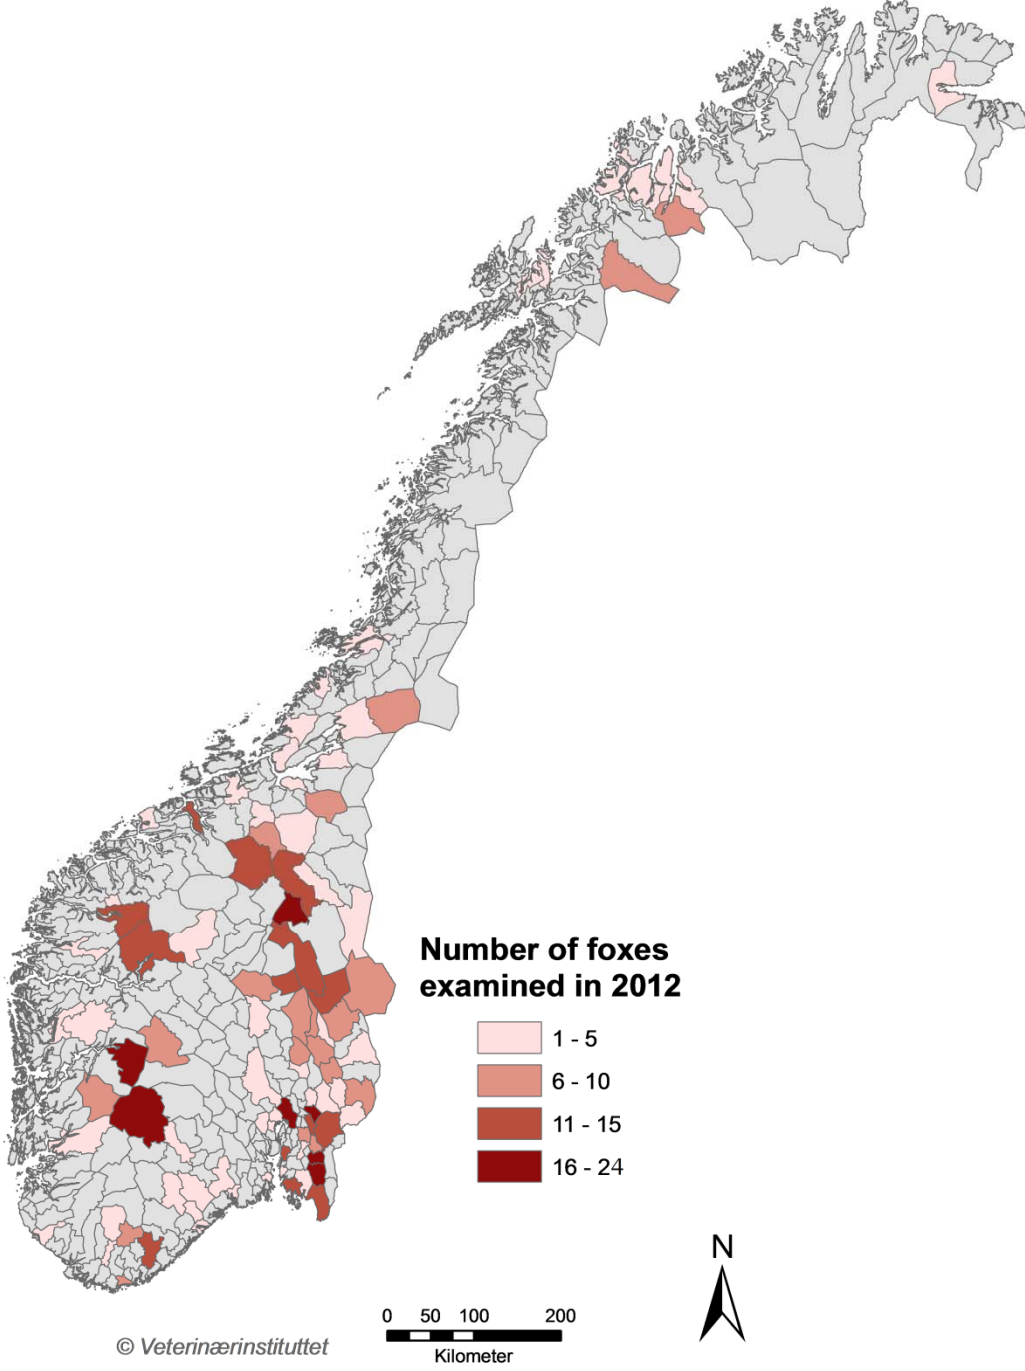 Number of foxes
examined in 2012
1 - 5
6 - 10
11 - 15
16 - 24
N
0 50 100 200
Kilometer
© Veterinærinstituttet